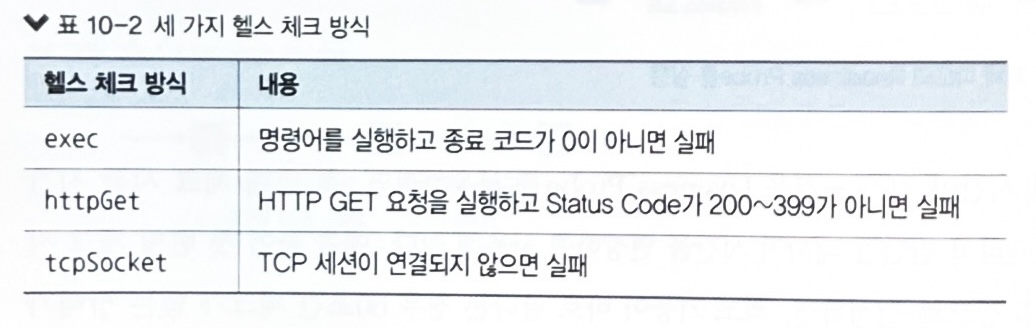 표 10-2 세 가지 헬스 체크 방식
헬스 체크 방식 내용
exec 명령어를 실행하고 종료 코드가 0이 아니면 실패
httpGet HTTP GET 요청을 실행하고 Status Code가 200~399가 아니면 실패
tcpSocket TCP 세션이 연결되지 않으면 실패